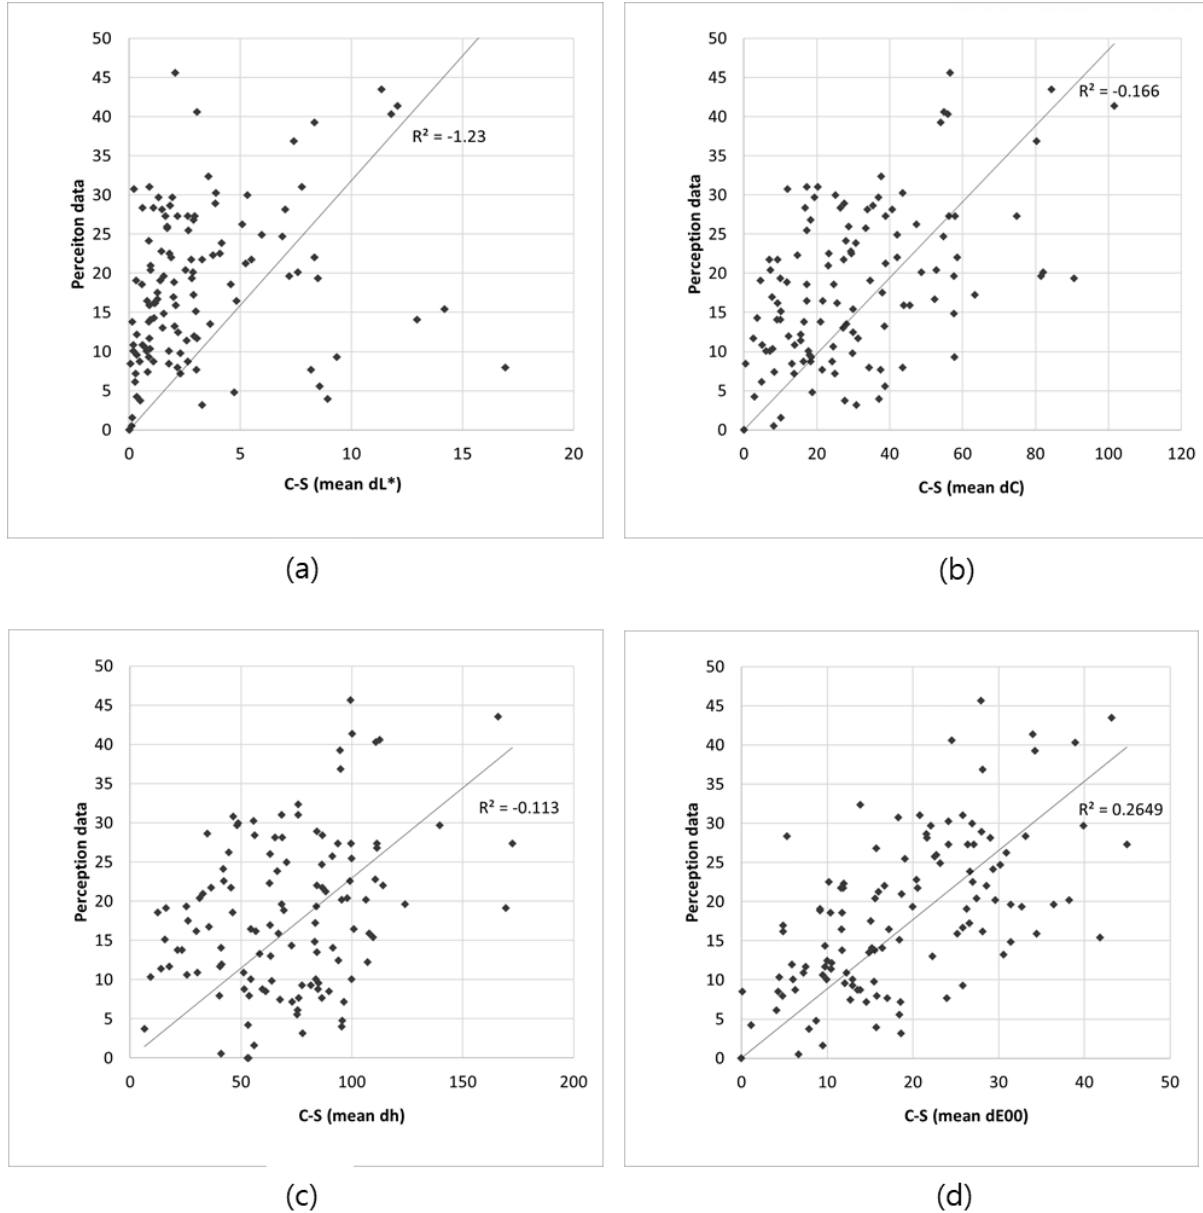 50
45
40
35
30
25
20
15
10
5
0
Perceiton data
R² = -1.23
0 5 10 15 20
C-S (mean dL*)
(a)
50
45
40
35
30
25
20
15
10
5
0
Perception data
R² = -0.166
0 20 40 60 80 100 120
C-S (mean dC)
(b)
50
45
40
35
30
25
20
15
10
5
0
Perception data
R² = -0.113
0 50 100 150 200
C-S (mean dh)
(c)
50
45
40
35
30
25
20
15
10
5
0
Perception data
R² = 0.2649
0 10 20 30 40 50
C-S (mean dE00)
(d)